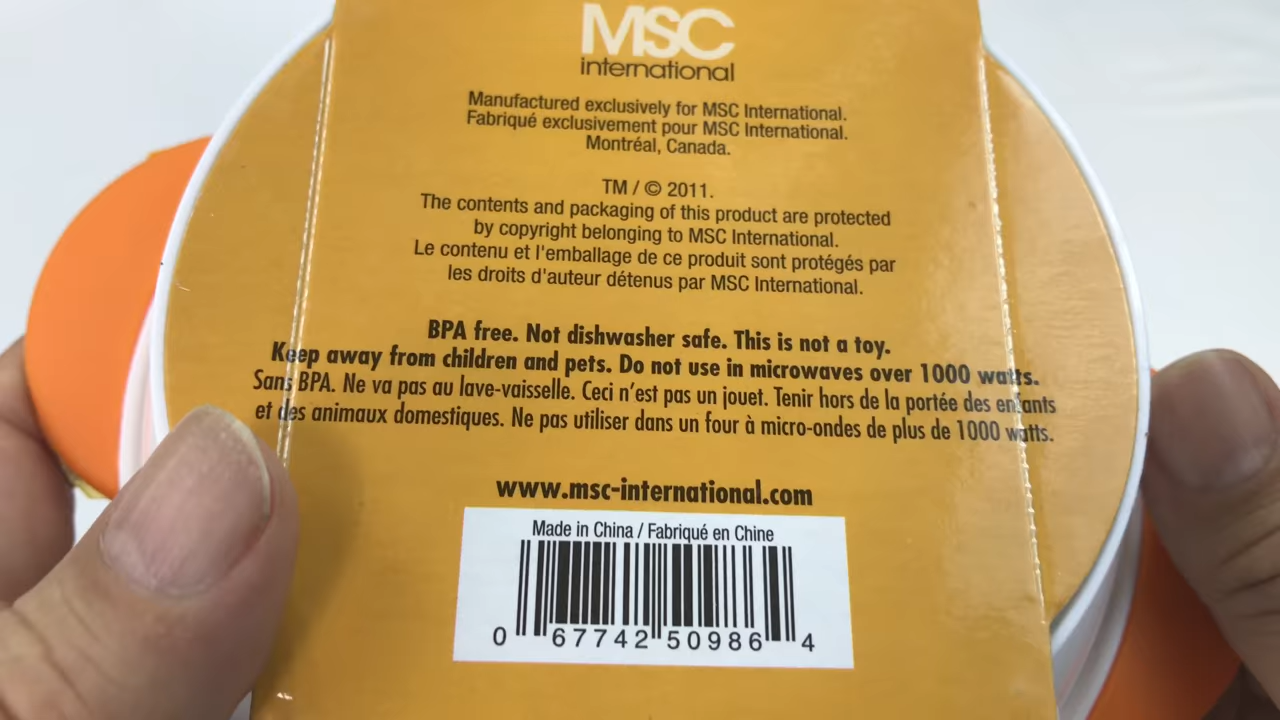 MSC
international
Manufactured exclusively for MSC International.
Fabriqué exclusivement pour MSC International.
Montréal, Canada.
TM / © 2011.
The contents and packaging of this product are protected
by copyright belonging to MSC International.
Le contenu et l'emballage de ce produit sont protégés par
les droits d'auteur détenus par MSC International.
BPA free. Not dishwasher safe. This is not a toy.
Keep away from children and pets. Do not use in microwaves over 1000 watts.
Sans BPA. Ne va pas au lave-vaisselle. Ceci n'est pas un jouet. Tenir hors de la portée des enfants
et des animaux domestiques. Ne pas utiliser dans un four à micro-ondes de plus de 1000 watts.
www.msc-international.com
Made in China / Fabriqué en Chine
0 67742 50986 4